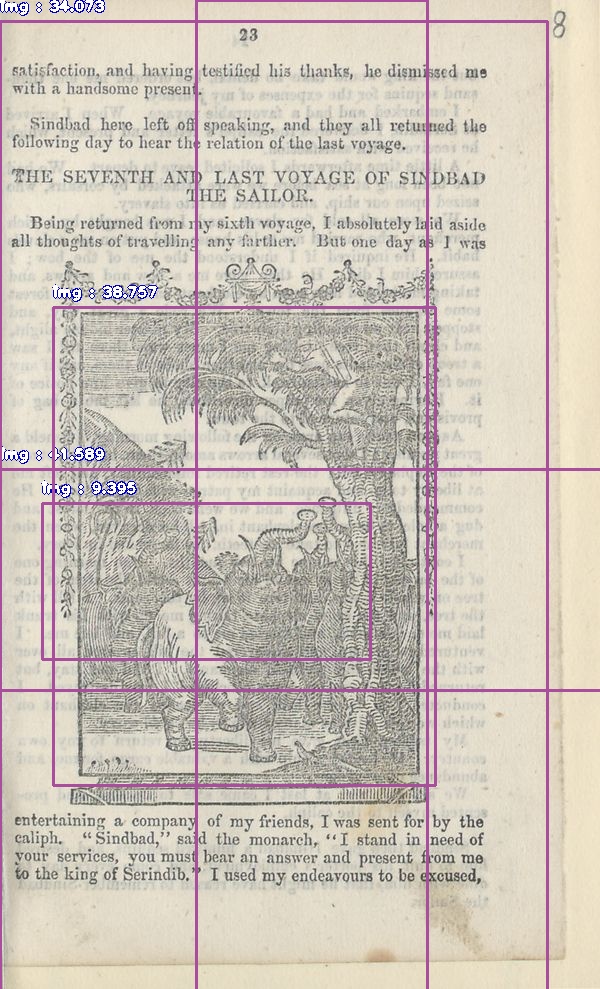 img : 34.073
8
23
satisfaction, and having testified his thanks, he dismissed me
with a handsome present.
Sindbad here left off speaking, and they all returned the
following day to hear the relation of the last voyage.
THE SEVENTH AND LAST VOYAGE OF SINDBAD
THE SAILOR.
Being returned from my sixth voyage, I absolutely laid aside
all thoughts of travelling any farther. But one day as I was
img : 38.757
img : 41.589
img : 9.395
entertaining a company of my friends, I was sent for by the
caliph. "Sindbad," said the monarch, "I stand in need of
your services, you must bear an answer and present from me
to the king of Serindib." I used my endeavours to be excused,